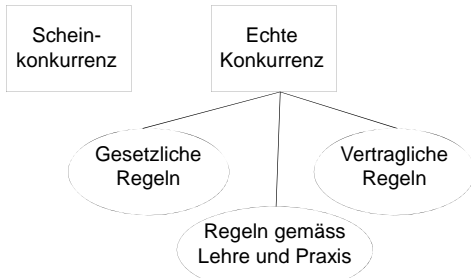 Schein-
konkurrenz
Echte
Konkurrenz
Gesetzliche
Regeln
Vertragliche
Regeln
Regeln gemäss
Lehre und Praxis